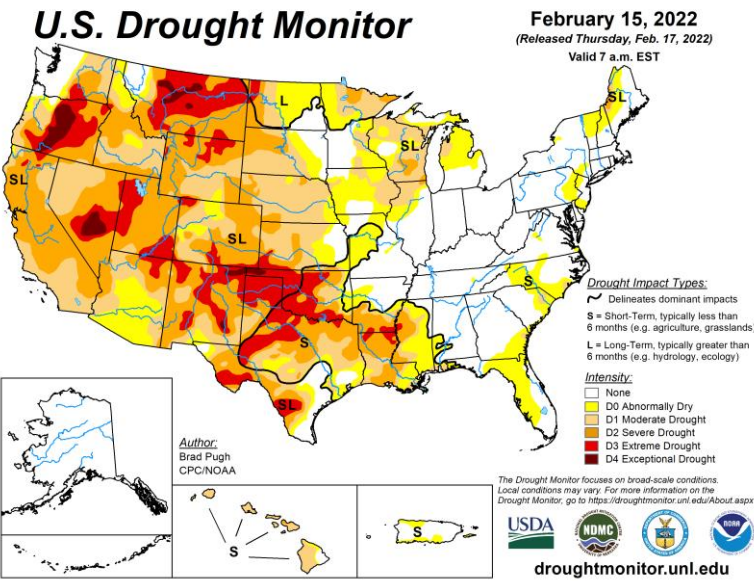 U.S. Drought Monitor
February 15, 2022
(Released Thursday, Feb. 17, 2022)
Valid 7 a.m. EST
L
SL
SL
SL
SL
S
S
SL
Drought Impact Types:
Delineates dominant impacts
S = Short-Term, typically less than
6 months (e.g. agriculture, grasslands)
L = Long-Term, typically greater than
6 months (e.g. hydrology, ecology)
Intensity:
None
D0 Abnormally Dry
D1 Moderate Drought
D2 Severe Drought
D3 Extreme Drought
D4 Exceptional Drought
Author:
Brad Pugh
CPC/NOAA
S
S
The Drought Monitor focuses on broad-scale conditions.
Local conditions may vary. For more information on the
Drought Monitor, go to https://droughtmonitor.unl.edu/About.aspx
USDA
NDMC
NOAA
droughtmonitor.unl.edu